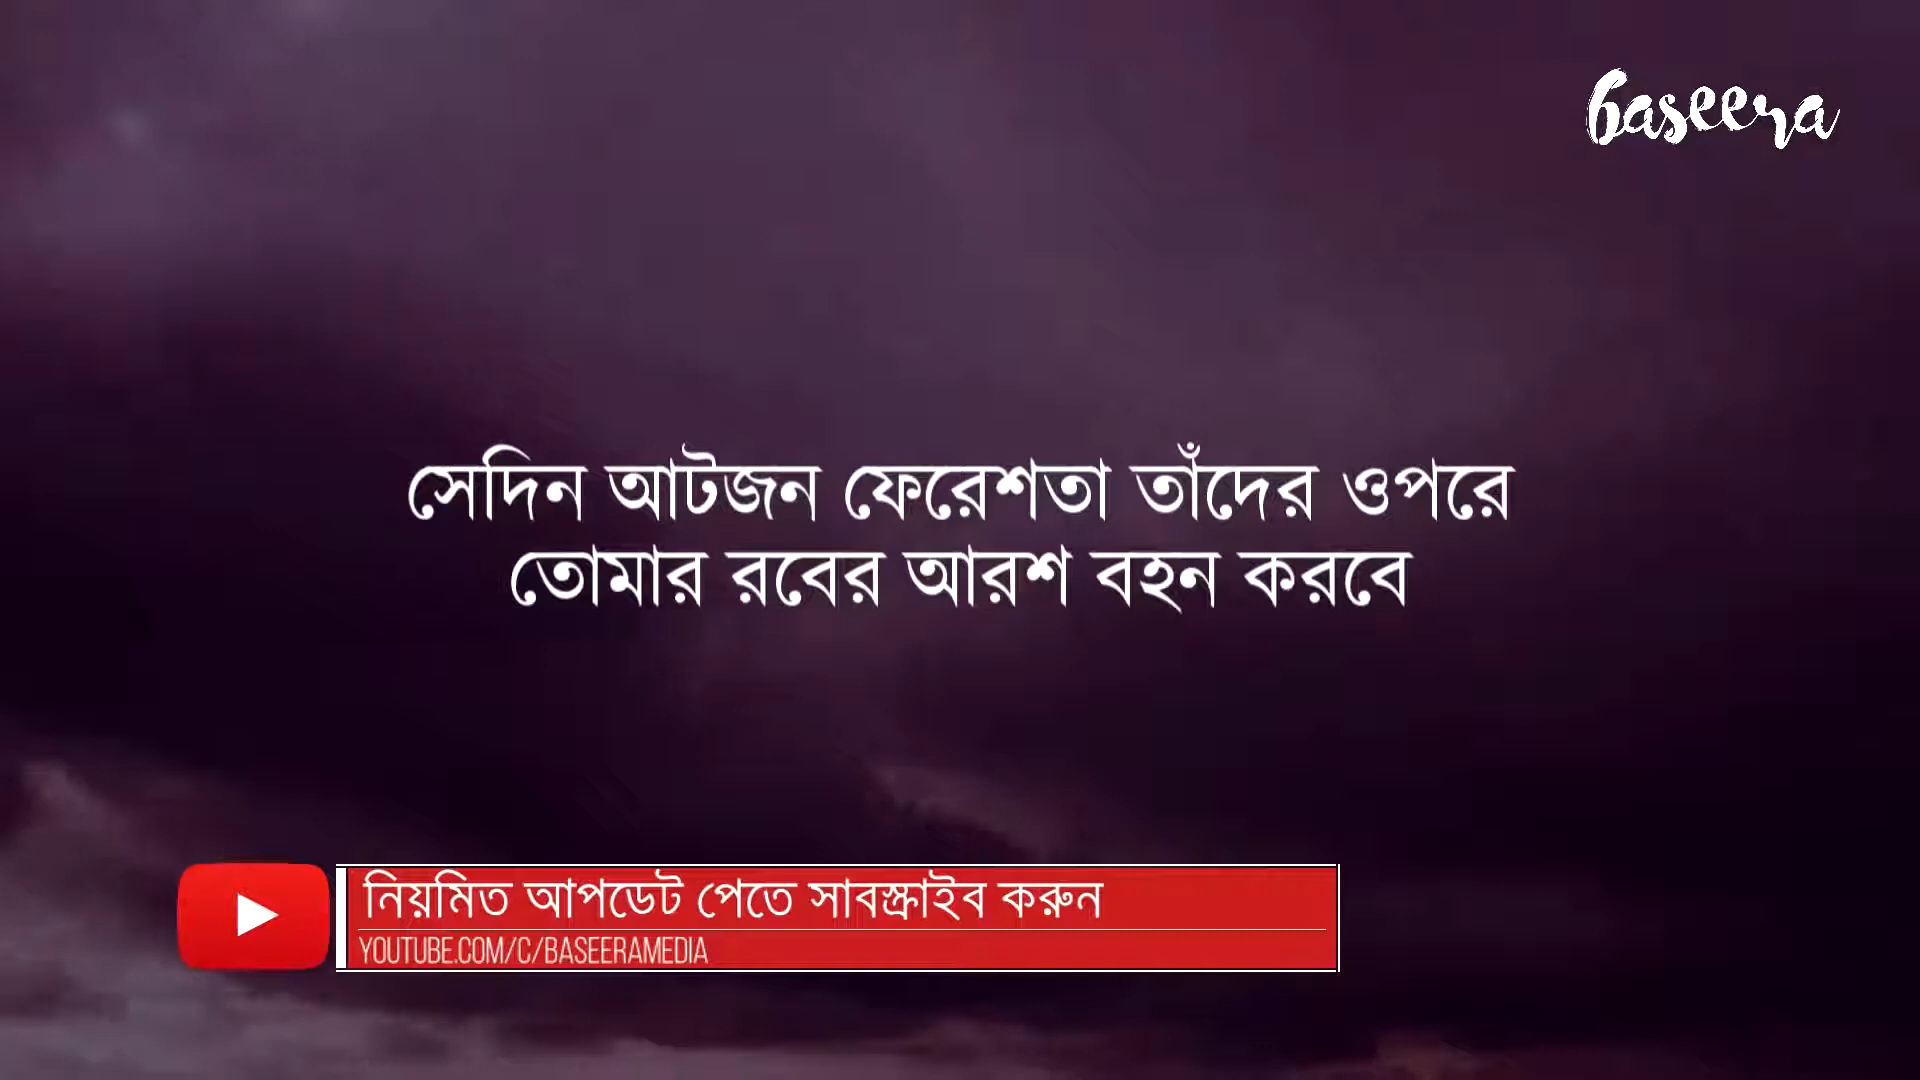 baseera
সেদিন আটজন ফেরেশতা তাঁদের ওপরে
তোমার রবের আরশ বহন করবে
নিয়মিত আপডেট পেতে সাবস্ক্রাইব করুন
YOUTUBE.COM/C/BASEERAMEDIA